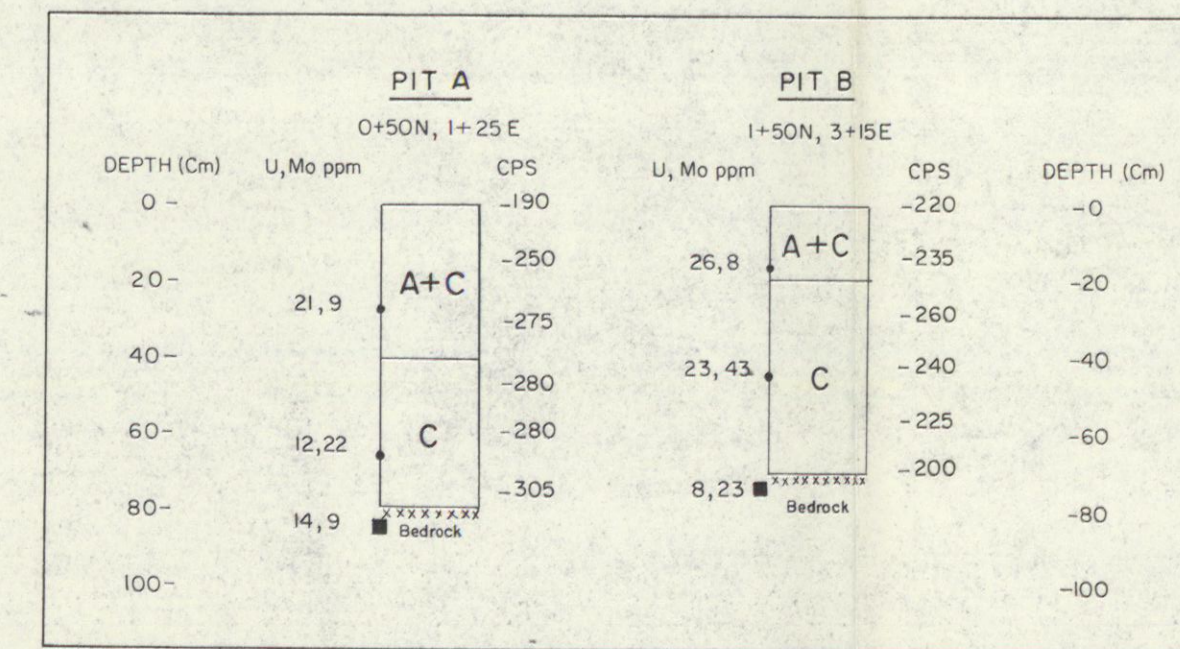 PIT A
PIT B
0+50N, 1+25 E
1+50N, 3+15E
DEPTH (Cm) U, Mo ppm CPS U, Mo ppm CPS DEPTH (Cm)
0 – –190 –220 –0
–250 26,8 A+C –235
20 – 21,9 A+C –20
–275 –260
40 – –40
–280 23,43 C –240
60 – 12,22 C –280 –225 –60
–305 8,23 –200
80 – xxxxxxx xxxxxxxxxx
14,9 Bedrock Bedrock –80
100 – –100